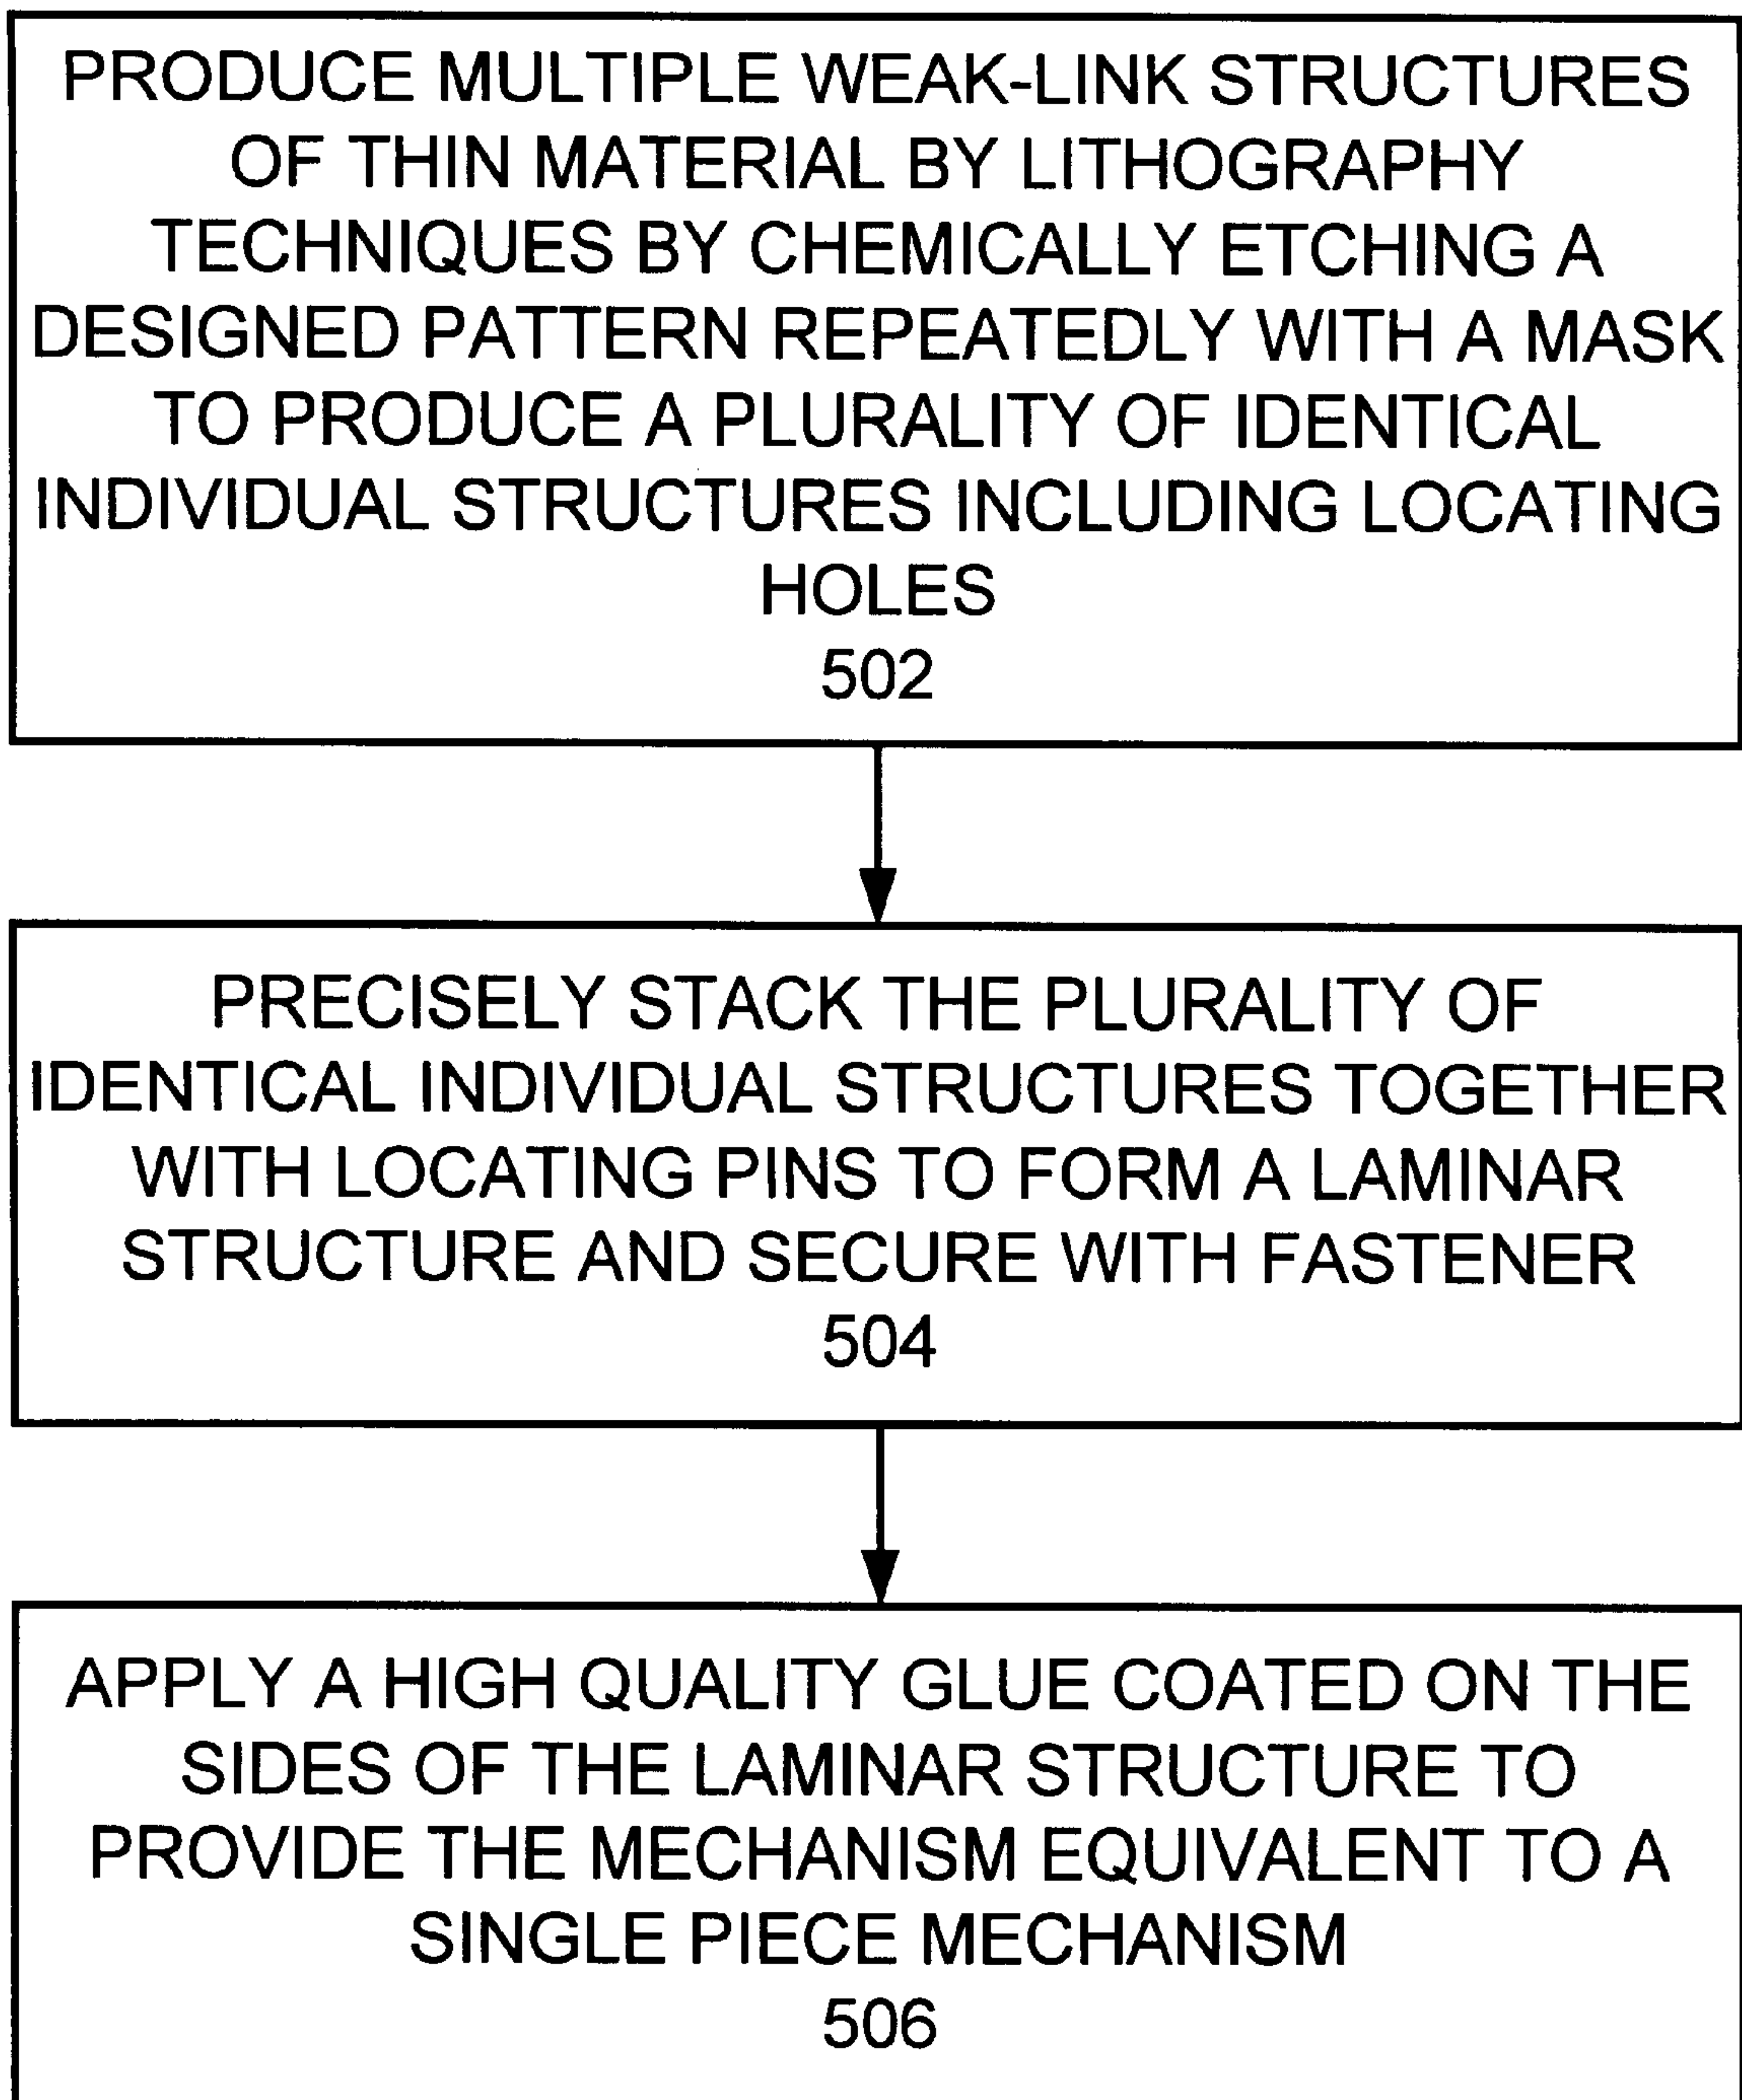 PRODUCE MULTIPLE WEAK-LINK STRUCTURES
OF THIN MATERIAL BY LITHOGRAPHY
TECHNIQUES BY CHEMICALLY ETCHING A
DESIGNED PATTERN REPEATEDLY WITH A MASK
TO PRODUCE A PLURALITY OF IDENTICAL
INDIVIDUAL STRUCTURES INCLUDING LOCATING
HOLES
502
PRECISELY STACK THE PLURALITY OF
IDENTICAL INDIVIDUAL STRUCTURES TOGETHER
WITH LOCATING PINS TO FORM A LAMINAR
STRUCTURE AND SECURE WITH FASTENER
504
APPLY A HIGH QUALITY GLUE COATED ON THE
SIDES OF THE LAMINAR STRUCTURE TO
PROVIDE THE MECHANISM EQUIVALENT TO A
SINGLE PIECE MECHANISM
506